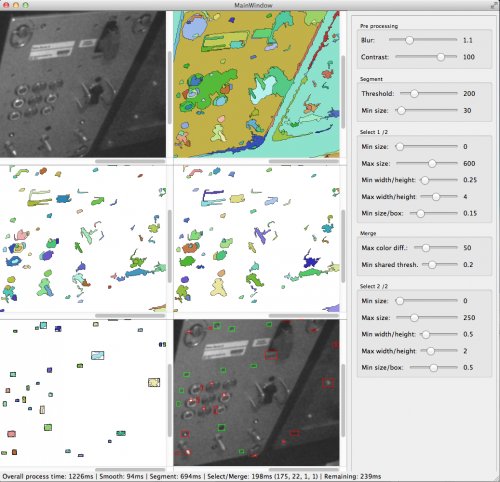 MainWindow
Pre processing
Blur: 1.1
Contrast: 100
Segment
Threshold: 200
Min size: 30
Select 1 /2
Min size: 0
Max size: 600
Min width/height: 0.25
Max width/height: 4
Min size/box: 0.15
Merge
Max color diff.: 50
Min shared thresh. 0.2
Select 2 /2
Min size: 0
Max size: 250
Min width/height: 0.5
Max width/height: 2
Min size/box: 0.5
Overall process time: 1226ms | Smooth: 94ms | Segment: 694ms | Select/Merge: 198ms (175, 22, 1, 1) | Remaining: 239ms